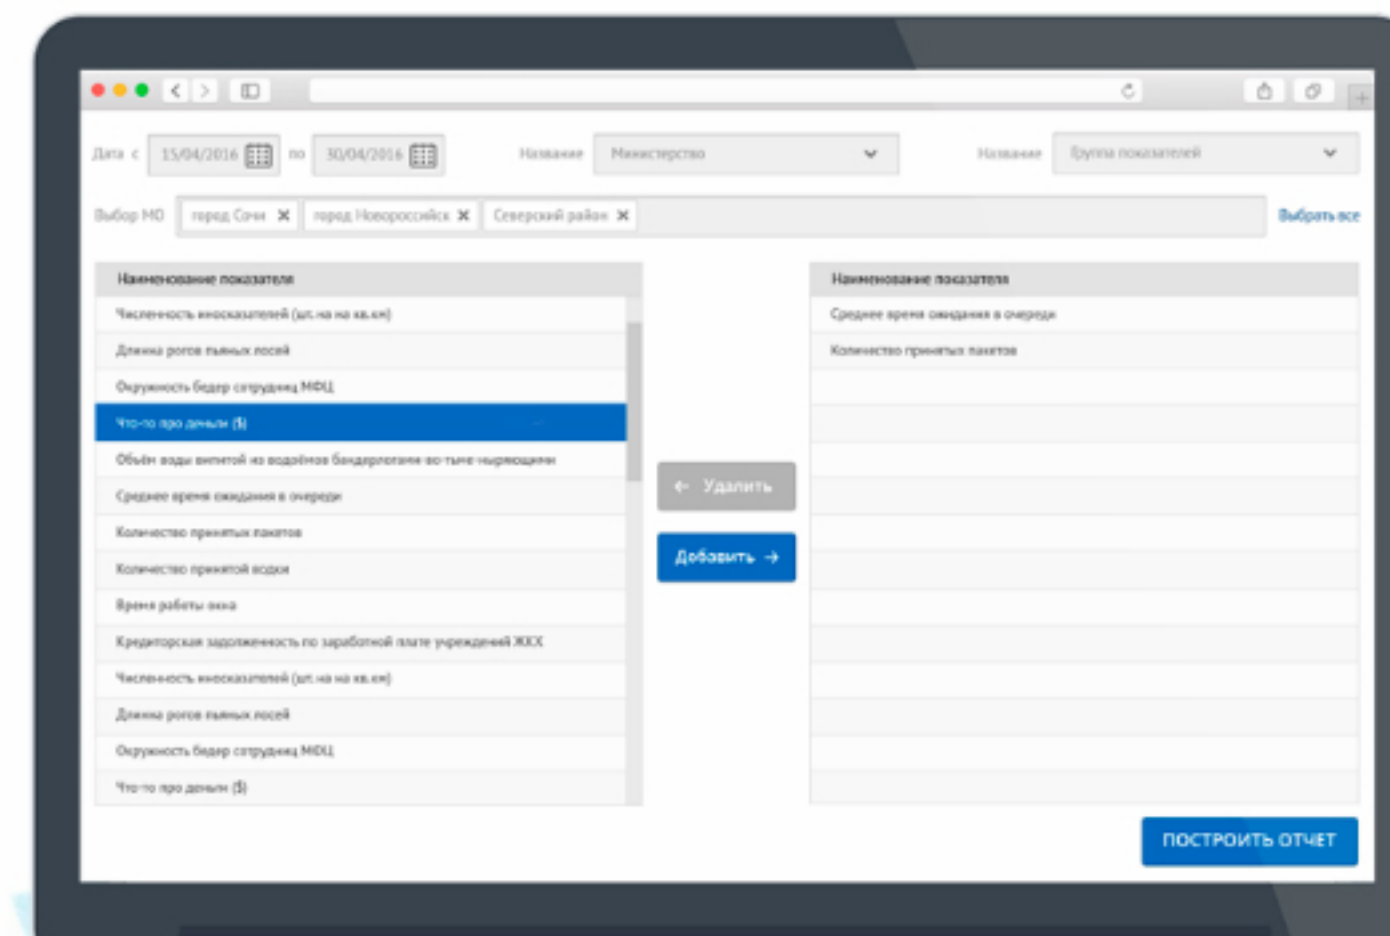 Дата с 15/04/2016 по 30/04/2016 Название Министерство Название Группа показателей
Выбор МО город Сочи город Новороссийск Северский район Выбрать все
Наименование показателя
Численность иносказателей (шт. на на кв.км)
Длинна рогов пьяных лосей
Окружность бедер сотрудниц МФЦ
Что-то про деньги ($)
Объём воды випитой из водоёмов бандерлогами во тьме ныряющими
Среднее время ожидания в очереди
Количество принятых пакетов
Количество принятой водки
Время работы окна
Кредиторская задолженность по заработной плате учреждений ЖКХ
Численность иносказателей (шт. на на кв.км)
Длинна рогов пьяных лосей
Окружность бедер сотрудниц МФЦ
Что-то про деньги ($)
← Удалить
Добавить →
Наименование показателя
Среднее время ожидания в очереди
Количество принятых пакетов
ПОСТРОИТЬ ОТЧЕТ